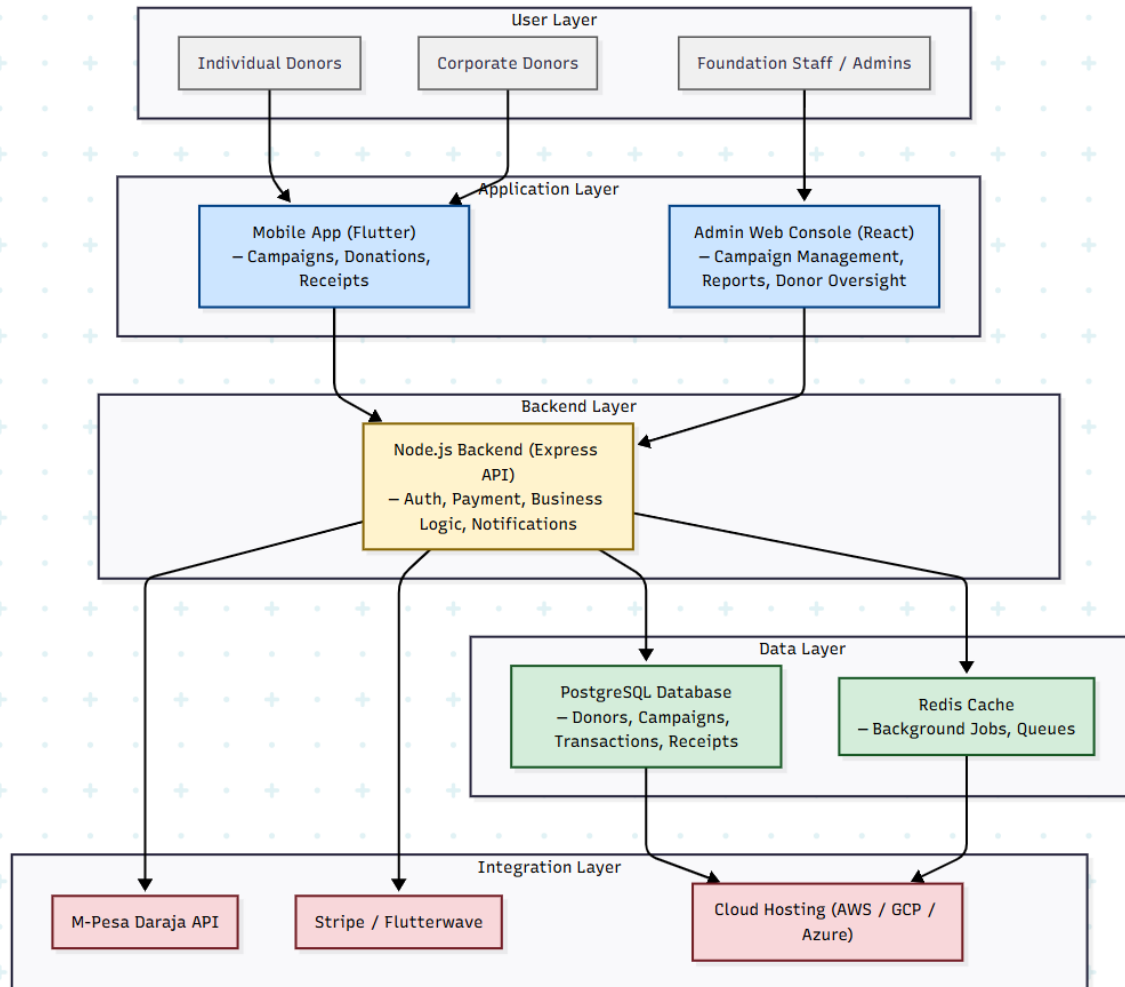 User Layer
Individual Donors
Corporate Donors
Foundation Staff / Admins
Application Layer
Mobile App (Flutter)
– Campaigns, Donations,
Receipts
Admin Web Console (React)
– Campaign Management,
Reports, Donor Oversight
Backend Layer
Node.js Backend (Express
API)
– Auth, Payment, Business
Logic, Notifications
Data Layer
PostgreSQL Database
– Donors, Campaigns,
Transactions, Receipts
Redis Cache
– Background Jobs, Queues
Integration Layer
M-Pesa Daraja API
Stripe / Flutterwave
Cloud Hosting (AWS / GCP /
Azure)